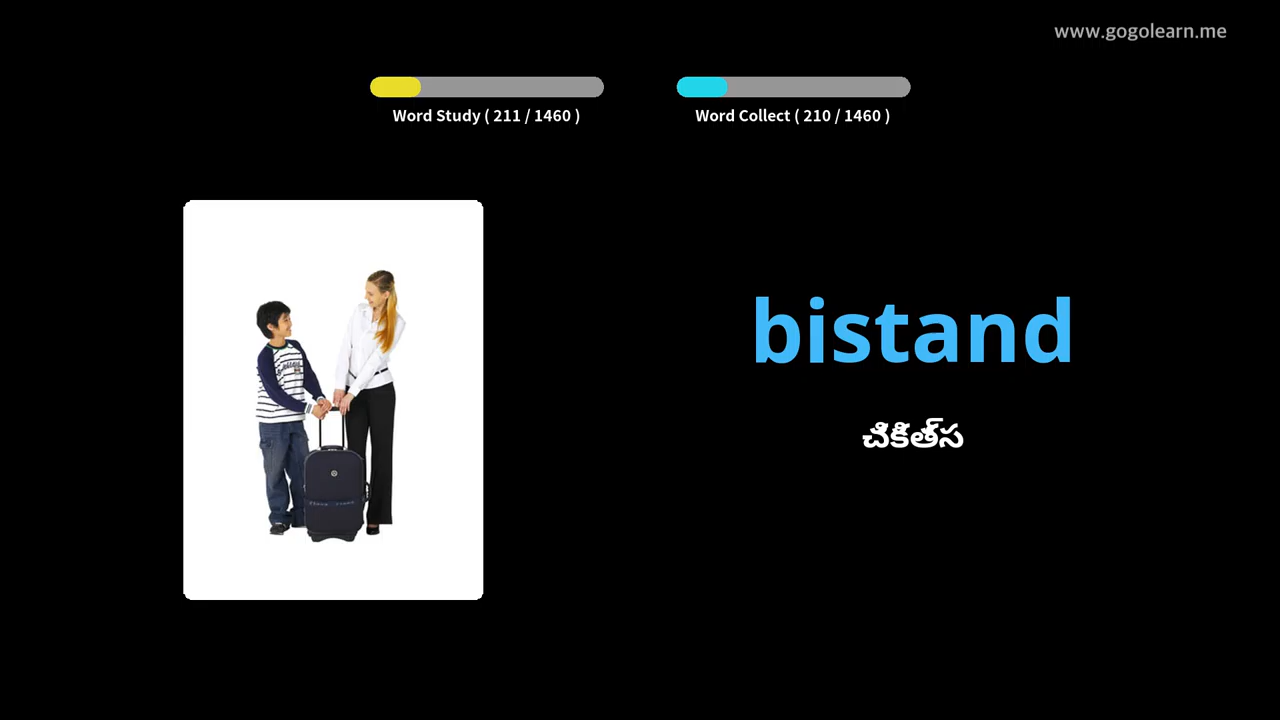 www.gogolearn.me
Word Study ( 211 / 1460 )
Word Collect ( 210 / 1460 )
bistand
చికిత్స